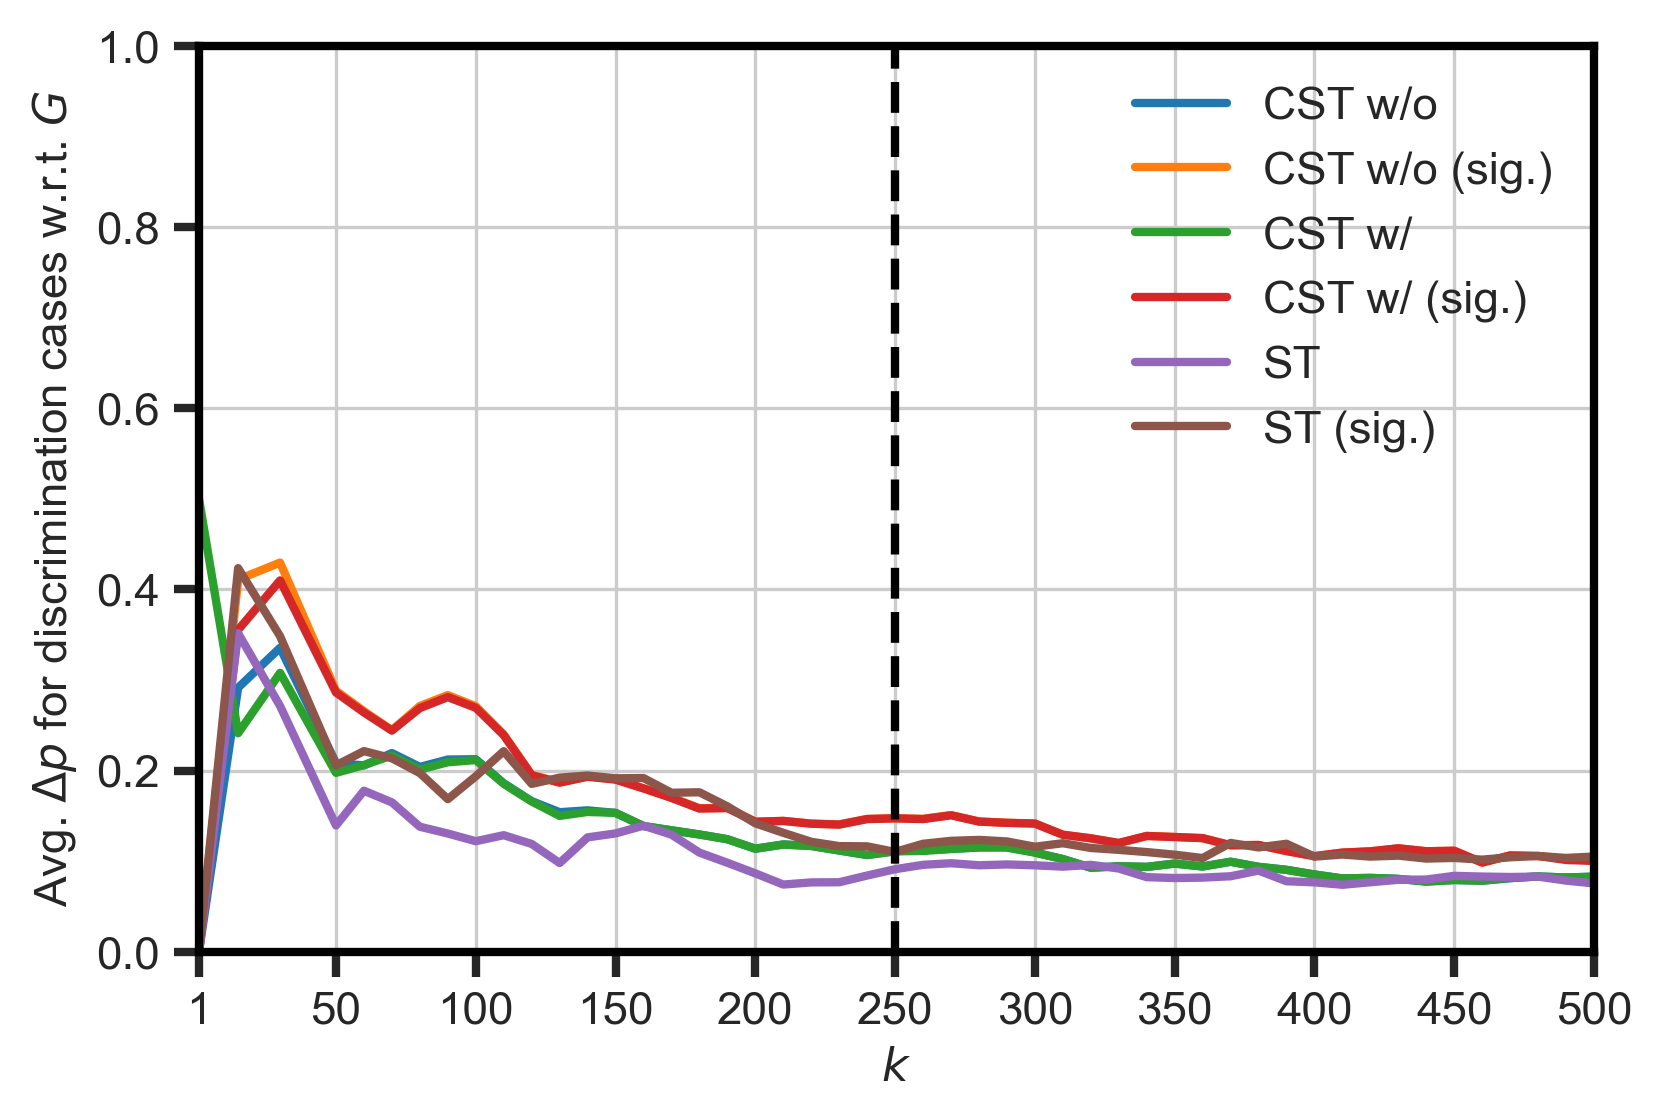 Avg. Δp for discrimination cases w.r.t. G
1.0
0.8
0.6
0.4
0.2
0.0
CST w/o
CST w/o (sig.)
CST w/
CST w/ (sig.)
ST
ST (sig.)
1 50 100 150 200 250 300 350 400 450 500
k